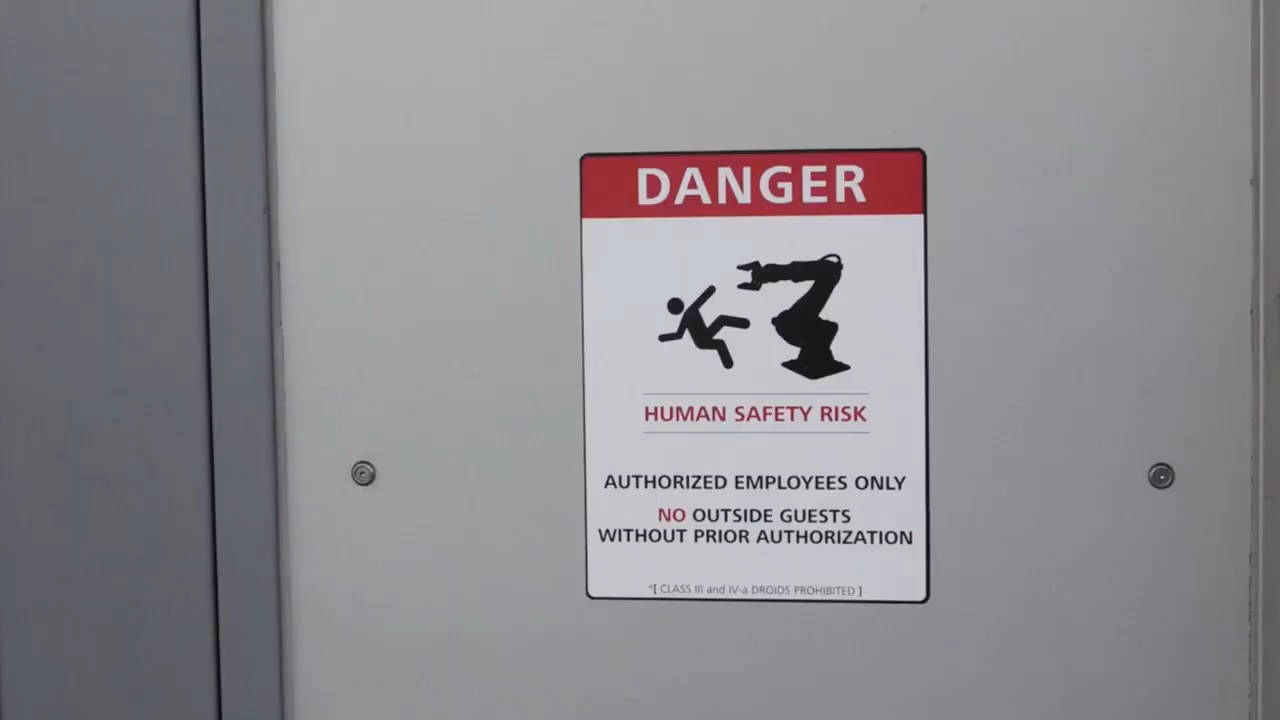 DANGER
HUMAN SAFETY RISK
AUTHORIZED EMPLOYEES ONLY
NO OUTSIDE GUESTS
WITHOUT PRIOR AUTHORIZATION
*[ CLASS III and IV-a DROIDS PROHIBITED ]